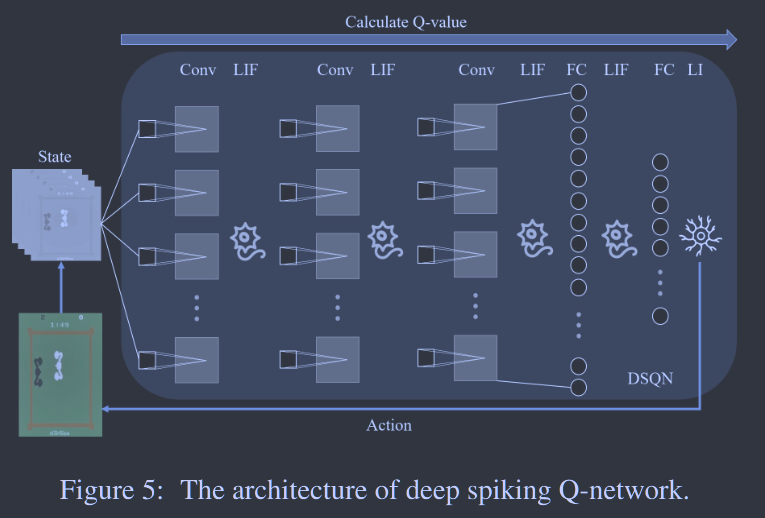 Calculate Q-value
Conv LIF Conv LIF Conv LIF FC LIF FC LI
State
DSQN
Action
Figure 5: The architecture of deep spiking Q-network.